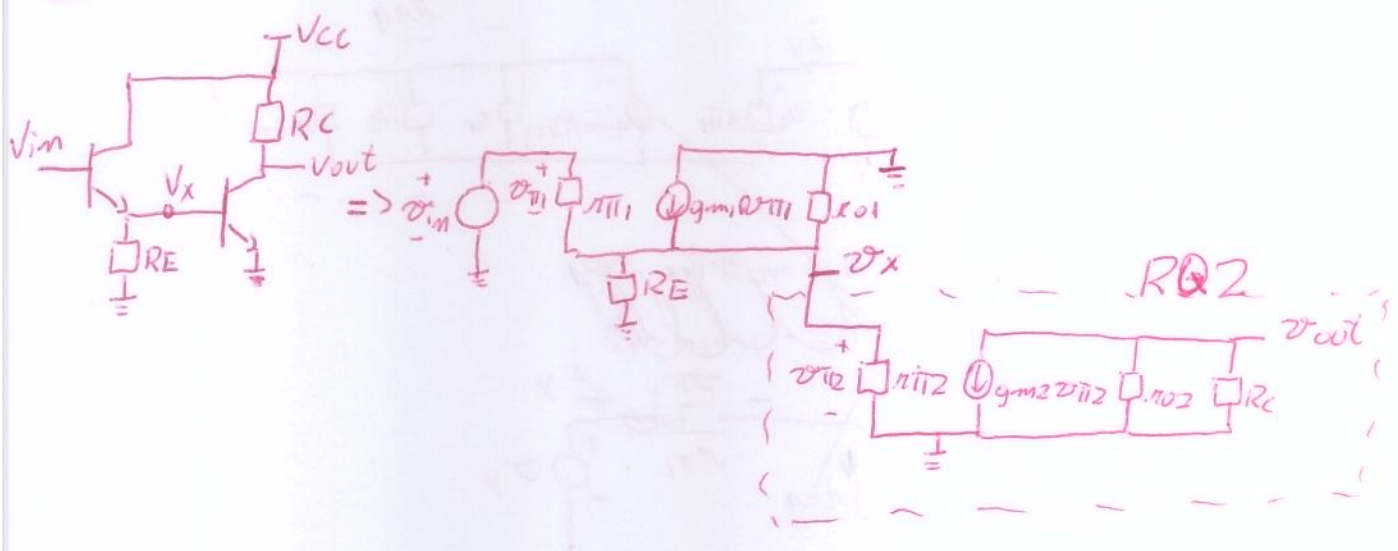 VCC
RC
Vin
Vout
Vx
RE
=>
+
vin
-
+
vπ1
-
rπ1
gm1vπ1
ro1
RE
vx
RQ2
vout
+
vπ2
-
rπ2
gm2vπ2
ro2
RC